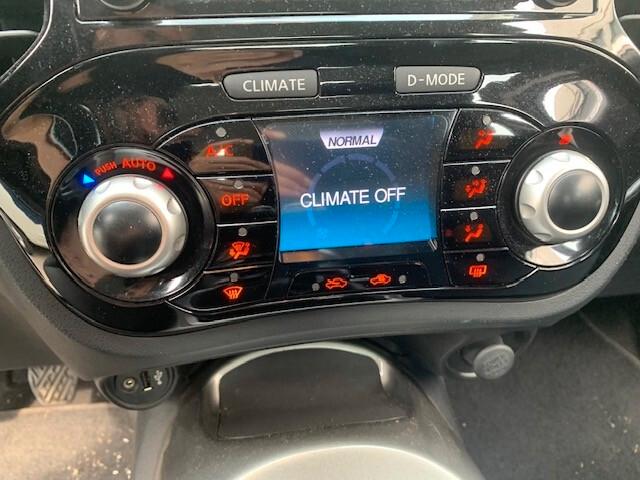 CLIMATE
D-MODE
NORMAL
A/C
PUSH AUTO
OFF
CLIMATE OFF